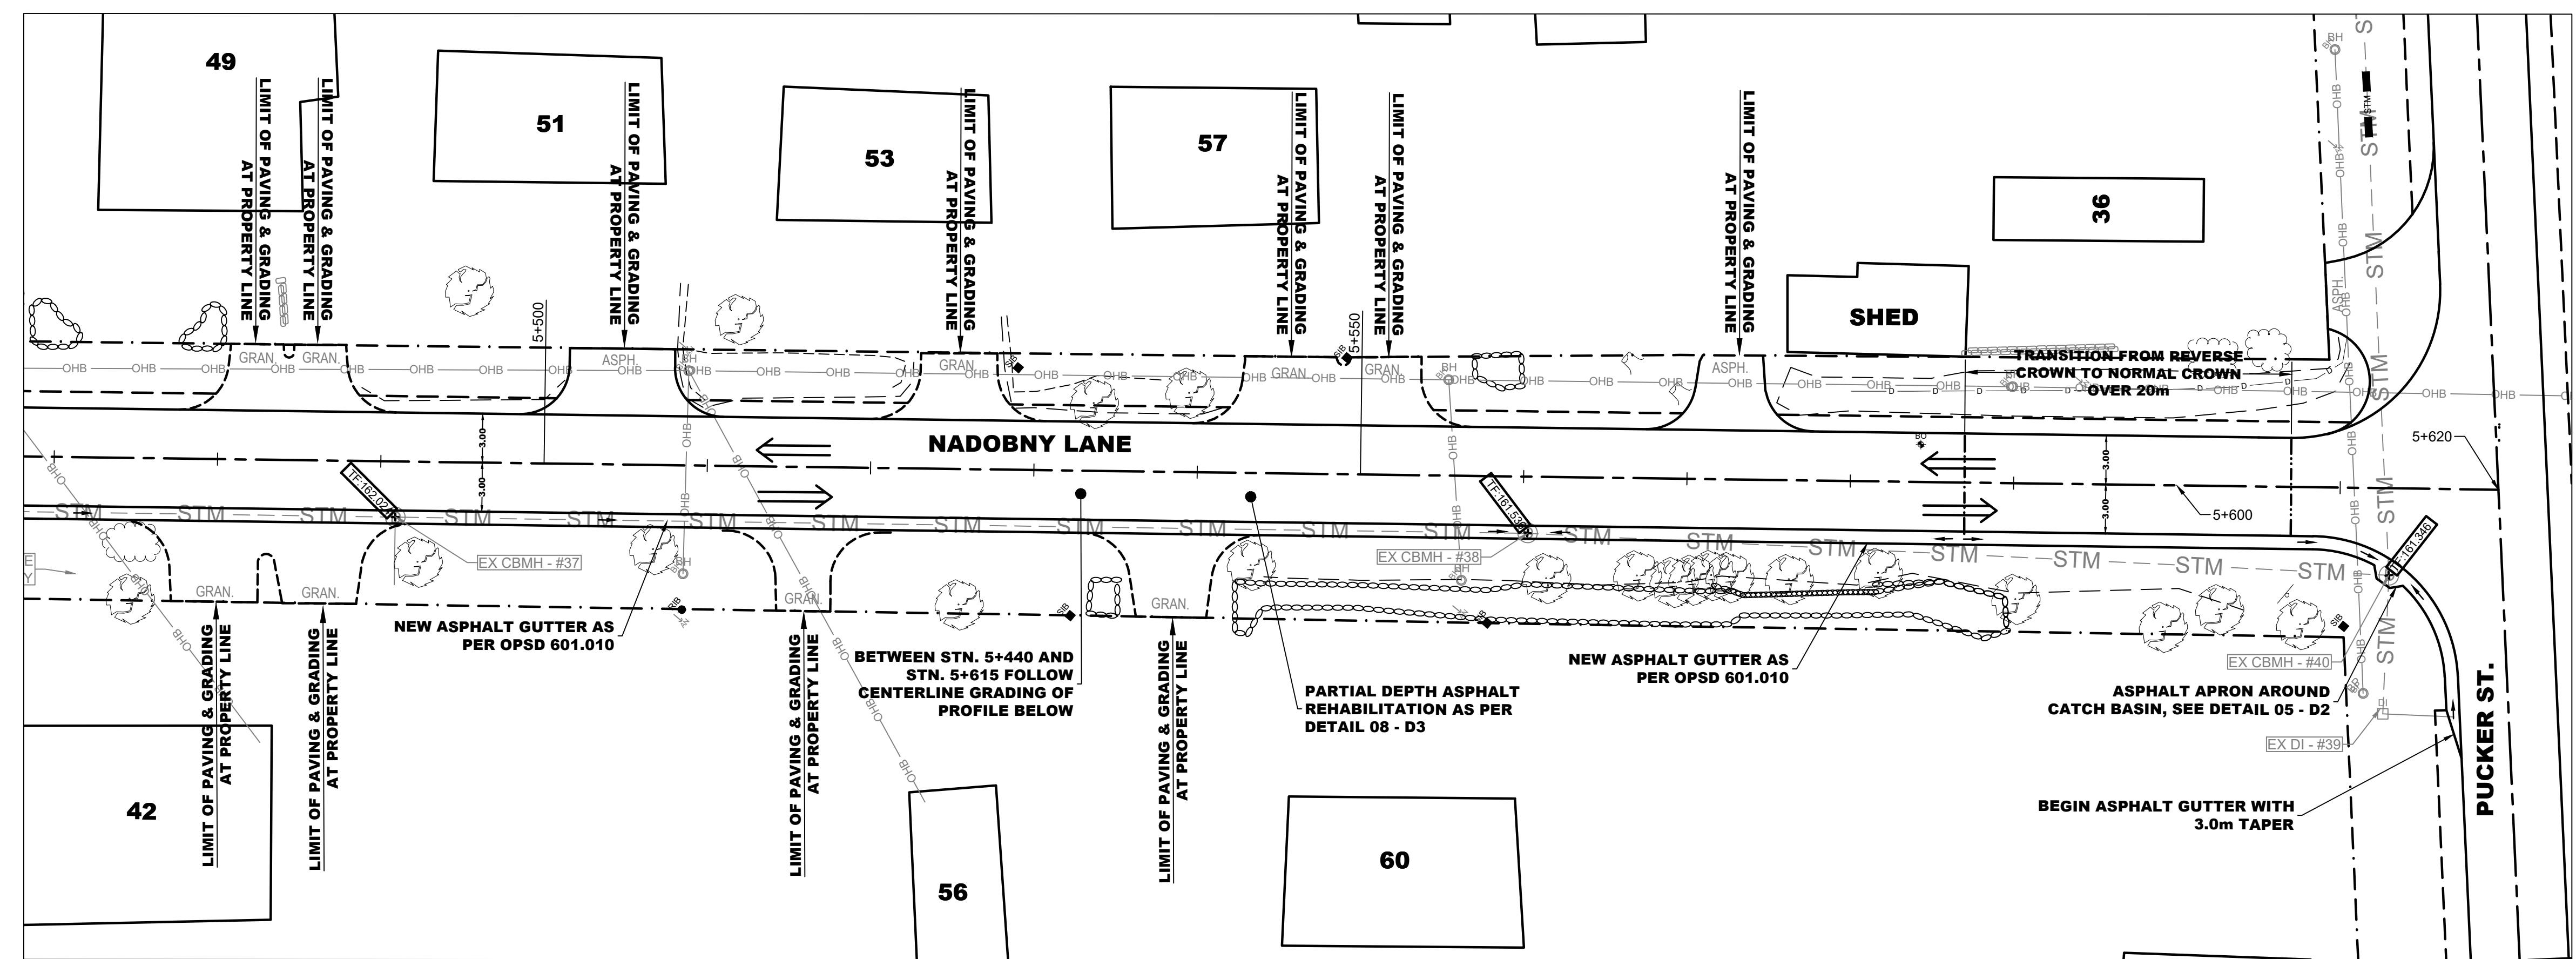 49
51
53
57
36
SHED
LIMIT OF PAVING & GRADING
AT PROPERTY LINE
LIMIT OF PAVING & GRADING
AT PROPERTY LINE
LIMIT OF PAVING & GRADING
AT PROPERTY LINE
LIMIT OF PAVING & GRADING
AT PROPERTY LINE
LIMIT OF PAVING & GRADING
AT PROPERTY LINE
LIMIT OF PAVING & GRADING
AT PROPERTY LINE
LIMIT OF PAVING & GRADING
AT PROPERTY LINE
5+500
5+550
GRAN.
GRAN.
ASPH.
GRAN.
GRAN.
GRAN.
ASPH.
ASPH.
TRANSITION FROM REVERSE
CROWN TO NORMAL CROWN
OVER 20m
NADOBNY LANE
3.00
3.00
3.00
3.00
5+620
5+600
EX CBMH - #37
EX CBMH - #38
TF:161.346
GRAN.
GRAN.
GRAN.
GRAN.
NEW ASPHALT GUTTER AS
PER OPSD 601.010
BETWEEN STN. 5+440 AND
STN. 5+615 FOLLOW
CENTERLINE GRADING OF
PROFILE BELOW
PARTIAL DEPTH ASPHALT
REHABILITATION AS PER
DETAIL 08 - D3
NEW ASPHALT GUTTER AS
PER OPSD 601.010
EX CBMH - #40
ASPHALT APRON AROUND
CATCH BASIN, SEE DETAIL 05 - D2
EX DI - #39
BEGIN ASPHALT GUTTER WITH
3.0m TAPER
PUCKER ST.
LIMIT OF PAVING & GRADING
AT PROPERTY LINE
LIMIT OF PAVING & GRADING
AT PROPERTY LINE
LIMIT OF PAVING & GRADING
AT PROPERTY LINE
LIMIT OF PAVING & GRADING
AT PROPERTY LINE
42
56
60
OHB
STM
BH
SIB